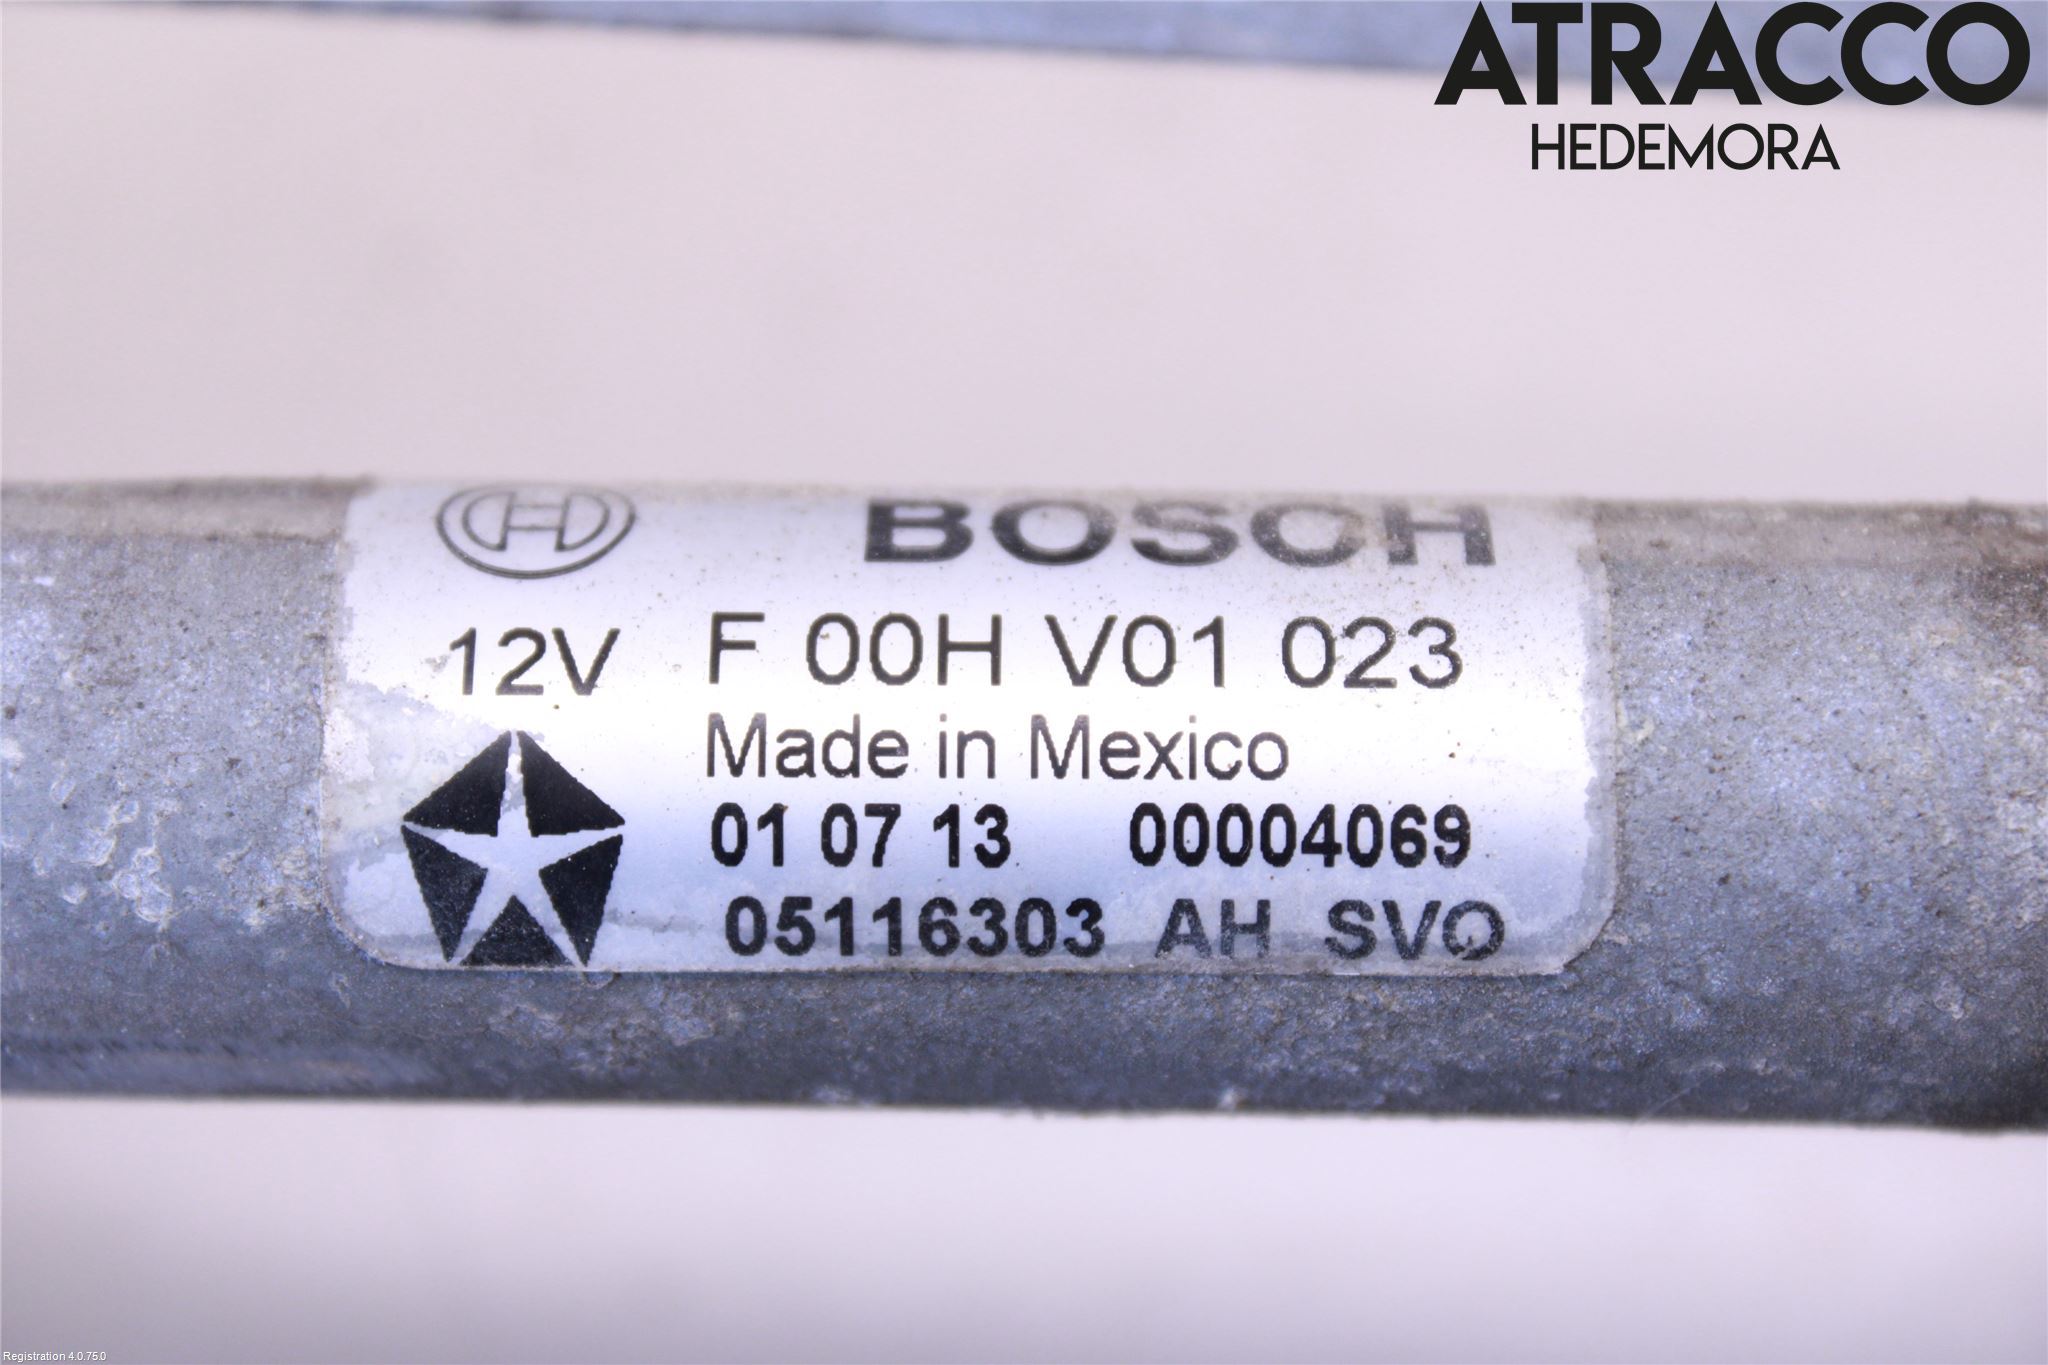 ATRACCO
HEDEMORA
BOSCH
12V F 00H V01 023
Made in Mexico
01 07 13 00004069
05116303 AH SVO
Registration 4.0.75.0